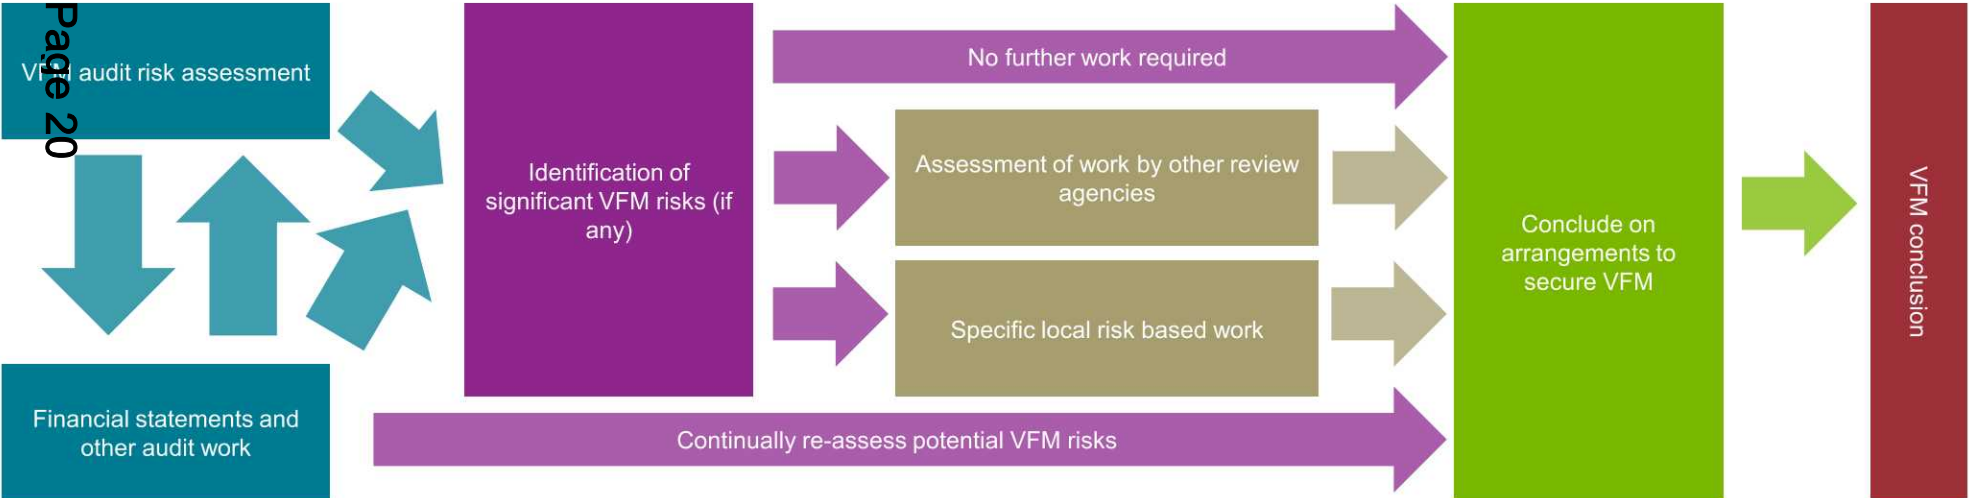 Page 20
VFM audit risk assessment
Financial statements and
other audit work
Identification of
significant VFM risks (if
any)
No further work required
Assessment of work by other review
agencies
Specific local risk based work
Continually re-assess potential VFM risks
Conclude on
arrangements to
secure VFM
VFM conclusion